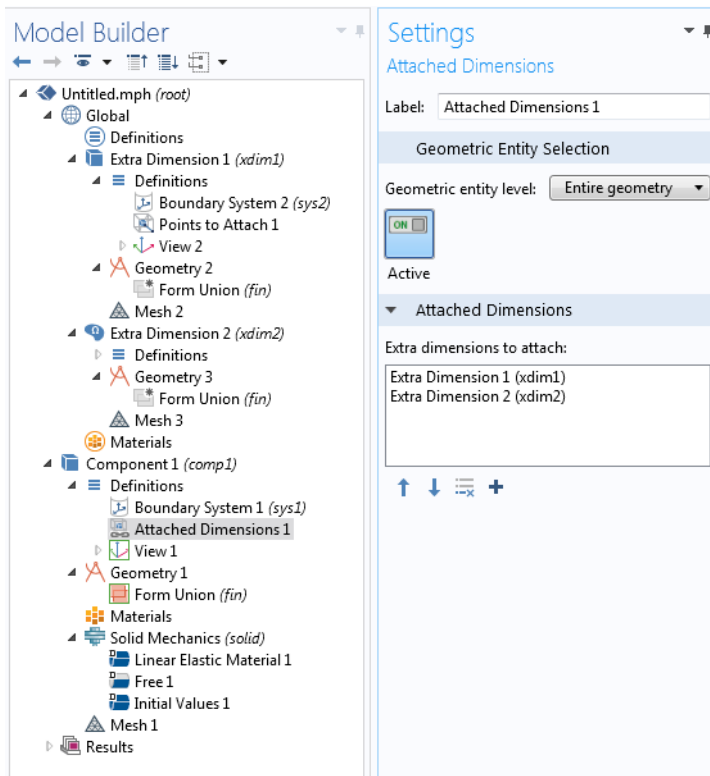 Model Builder
Untitled.mph (root)
Global
Definitions
Extra Dimension 1 (xdim1)
Definitions
Boundary System 2 (sys2)
Points to Attach 1
View 2
Geometry 2
Form Union (fin)
Mesh 2
Extra Dimension 2 (xdim2)
Definitions
Geometry 3
Form Union (fin)
Mesh 3
Materials
Component 1 (comp1)
Definitions
Boundary System 1 (sys1)
Attached Dimensions 1
View 1
Geometry 1
Form Union (fin)
Materials
Solid Mechanics (solid)
Linear Elastic Material 1
Free 1
Initial Values 1
Mesh 1
Results
Settings
Attached Dimensions
Label: Attached Dimensions 1
Geometric Entity Selection
Geometric entity level: Entire geometry
ON
Active
Attached Dimensions
Extra dimensions to attach:
Extra Dimension 1 (xdim1)
Extra Dimension 2 (xdim2)